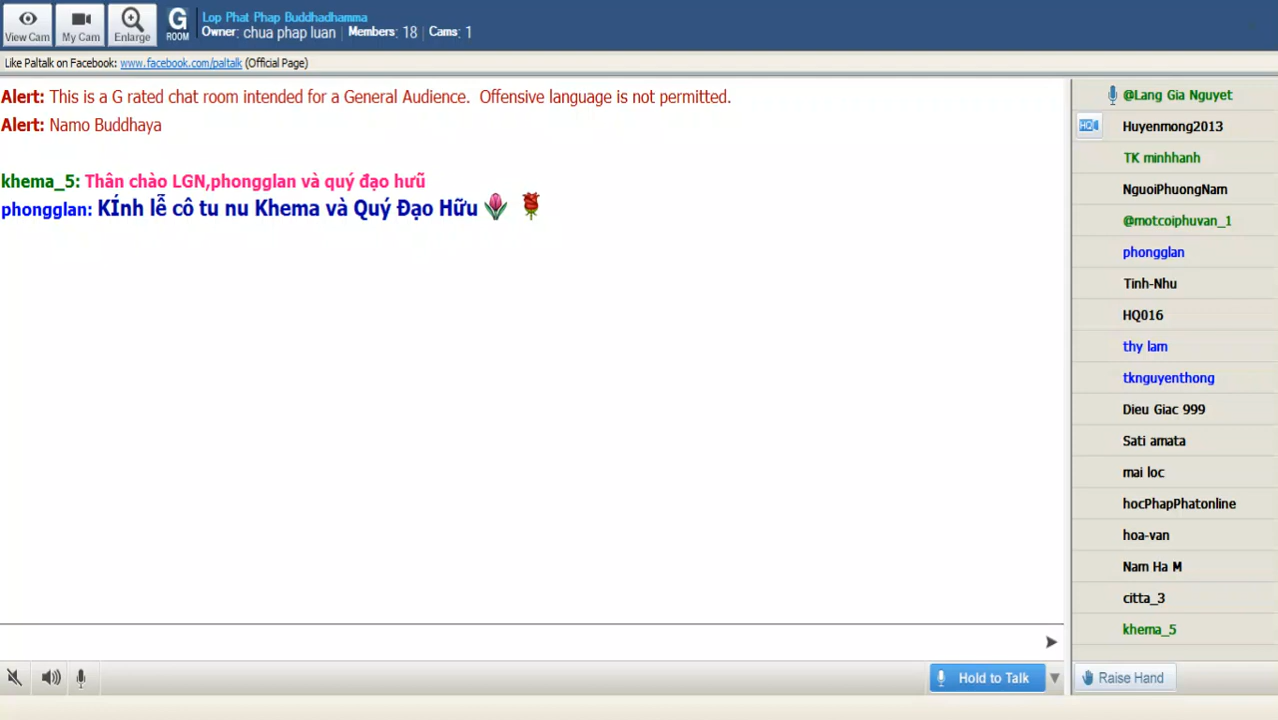 View Cam
My Cam
Enlarge
G
ROOM
Lop Phat Phap Buddhadhamma
Owner: chua phap luan | Members: 18 | Cams: 1
Like Paltalk on Facebook: www.facebook.com/paltalk (Official Page)
Alert: This is a G rated chat room intended for a General Audience.  Offensive language is not permitted.
Alert: Namo Buddhaya
khema_5: Thân chào LGN,phongglan và quý đạo hưũ
phongglan: KÍnh lễ cô tu nu Khema và Quý Đạo Hữu
@Lang Gia Nguyet
HQ
Huyenmong2013
TK minhhanh
NguoiPhuongNam
@motcoiphuvan_1
phongglan
Tinh-Nhu
HQ016
thy lam
tknguyenthong
Dieu Giac 999
Sati amata
mai loc
hocPhapPhatonline
hoa-van
Nam Ha M
citta_3
khema_5
Hold to Talk
Raise Hand